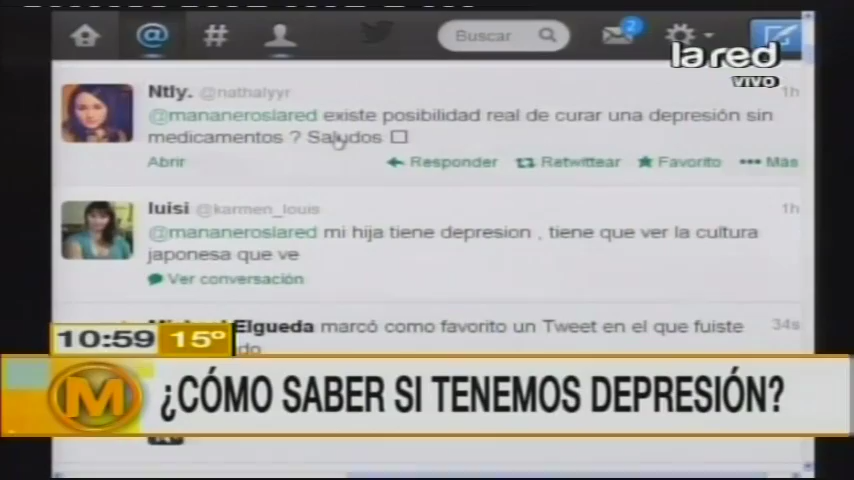 @ # Buscar 2
la red
VIVO
Ntly. @nathalyyr 1h
@mananeroslared existe posibilidad real de curar una depresión sin
medicamentos ? Saludos □
Abrir Responder Retwittear Favorito Más
luisi @karmen_louis 1h
@mananeroslared mi hija tiene depresion , tiene que ver la cultura
japonesa que ve
Ver conversación
Elgueda marcó como favorito un Tweet en el que fuiste 34s
10:59 15°
M ¿CÓMO SABER SI TENEMOS DEPRESIÓN?